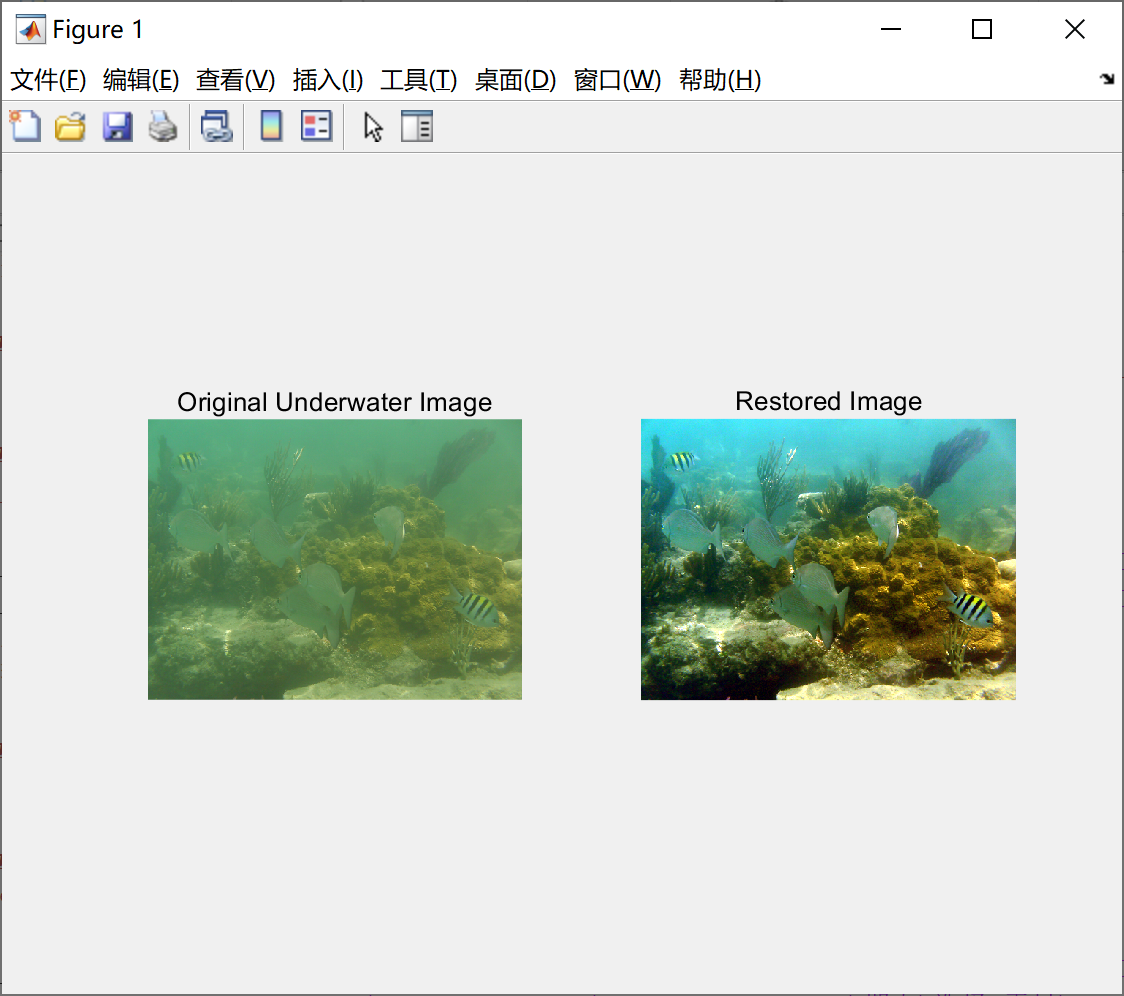 Figure 1
文件(F) 编辑(E) 查看(V) 插入(I) 工具(T) 桌面(D) 窗口(W) 帮助(H)
Original Underwater Image
Restored Image